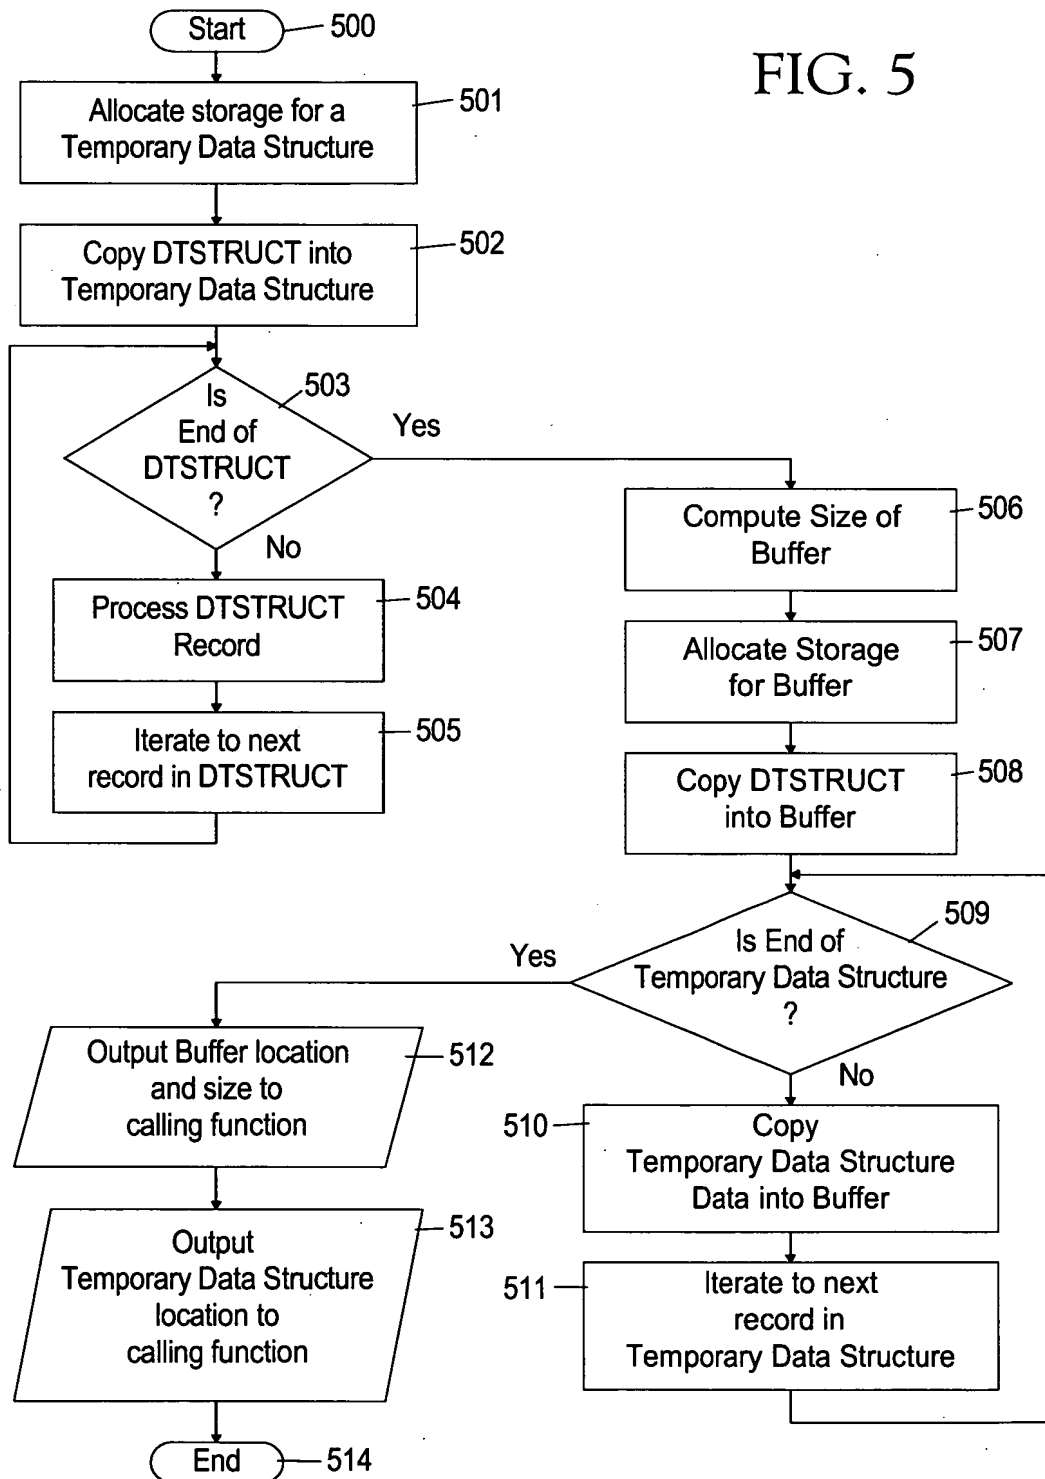 FIG. 5
Start
500
Allocate storage for a
Temporary Data Structure
501
Copy DTSTRUCT into
Temporary Data Structure
502
Is
End of
DTSTRUCT
?
503
Yes
No
Process DTSTRUCT
Record
504
Iterate to next
record in DTSTRUCT
505
Compute Size of
Buffer
506
Allocate Storage
for Buffer
507
Copy DTSTRUCT
into Buffer
508
Is End of
Temporary Data Structure
?
509
Yes
No
510
Copy
Temporary Data Structure
Data into Buffer
511
Iterate to next
record in
Temporary Data Structure
Output Buffer location
and size to
calling function
512
Output
Temporary Data Structure
location to
calling function
513
End
514